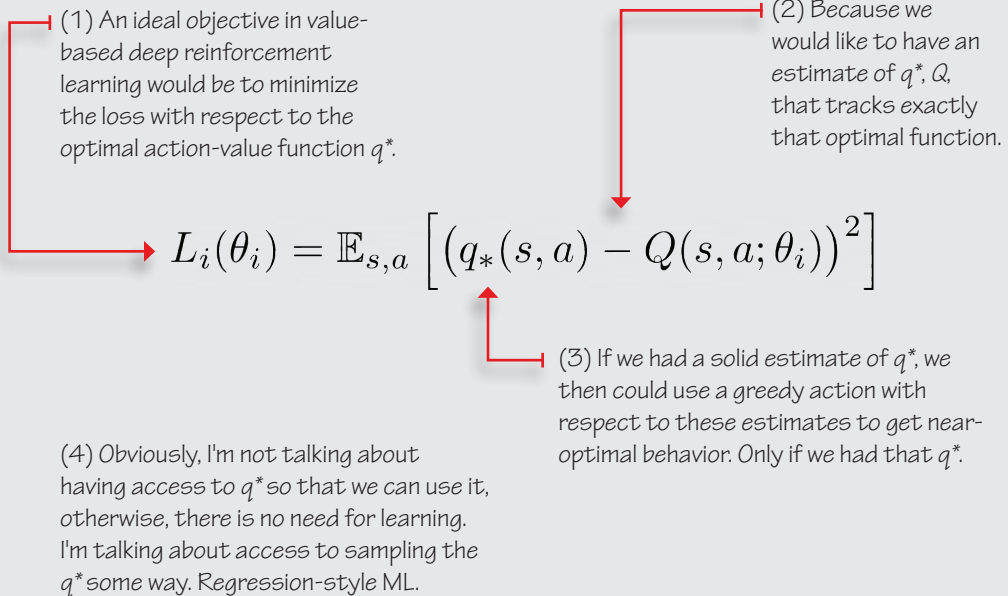 (1) An ideal objective in value-
based deep reinforcement
learning would be to minimize
the loss with respect to the
optimal action-value function q*.
(2) Because we
would like to have an
estimate of q*, Q,
that tracks exactly
that optimal function.
L_i(θ_i) = 𝔼_{s,a} [(q_*(s, a) − Q(s, a; θ_i))^2]
(3) If we had a solid estimate of q*, we
then could use a greedy action with
respect to these estimates to get near-
optimal behavior. Only if we had that q*.
(4) Obviously, I'm not talking about
having access to q* so that we can use it,
otherwise, there is no need for learning.
I'm talking about access to sampling the
q* some way. Regression-style ML.